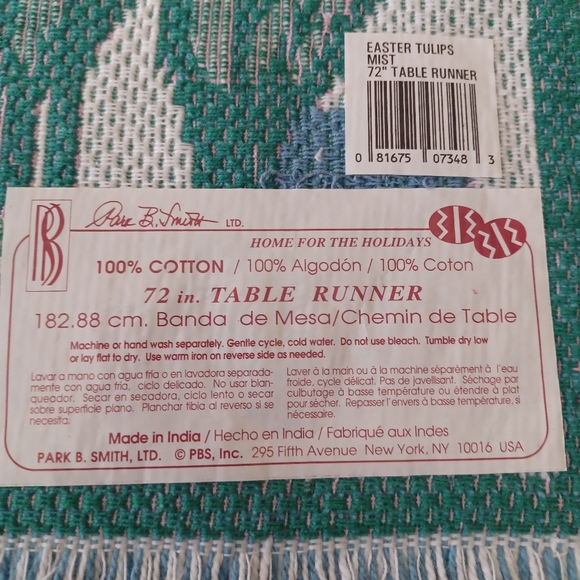 EASTER TULIPS
MIST
72" TABLE RUNNER
0 81675 07348 3
Park B. Smith LTD.
HOME FOR THE HOLIDAYS
100% COTTON / 100% Algodón / 100% Coton
72 in. TABLE RUNNER
182.88 cm. Banda de Mesa/Chemin de Table
Machine or hand wash separately. Gentle cycle, cold water. Do not use bleach. Tumble dry low
or lay flat to dry. Use warm iron on reverse side as needed.
Lavar a mano con agua fria o en lavadora separada-
mente con agua fria, ciclo delicado. No usar blan-
queador. Secar en secadora, ciclo lento o secar
sobre superficie plano. Planchar tibia al reverso si se
necesita.
Laver à la main ou à la machine séparément à l'eau
froide, cycle délicat. Pas de javellisant. Séchage par
culbutage à basse température ou étendre à plat
pour sécher. Repasser l'envers à basse température, si
nécessaire.
Made in India / Hecho en India / Fabriqué aux Indes
PARK B. SMITH, LTD. © PBS, Inc. 295 Fifth Avenue New York, NY 10016 USA